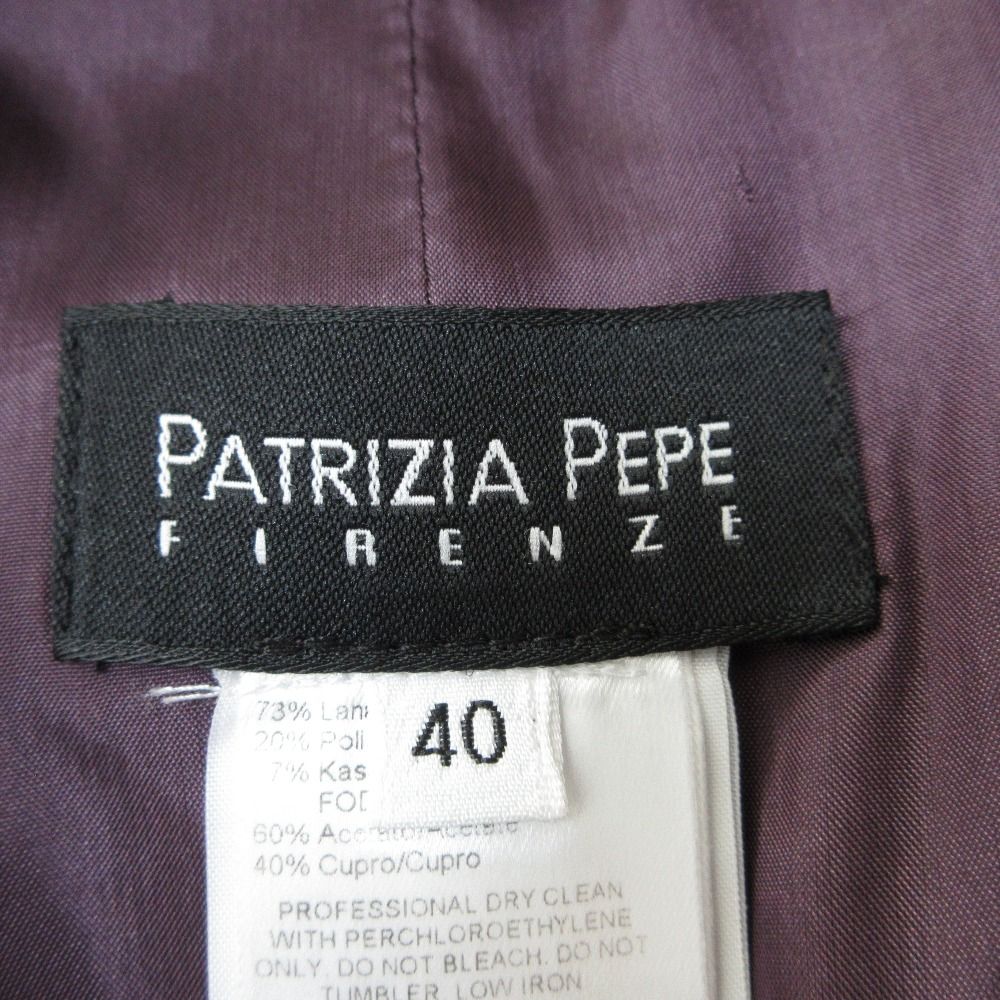 PATRIZIA PEPE
FIRENZE
40
73% Lan
20% Poli
7% Kas
FOD
60% Acetato/Acetate
40% Cupro/Cupro
PROFESSIONAL DRY CLEAN
WITH PERCHLOROETHYLENE
ONLY. DO NOT BLEACH. DO NOT
TUMBLER, LOW IRON